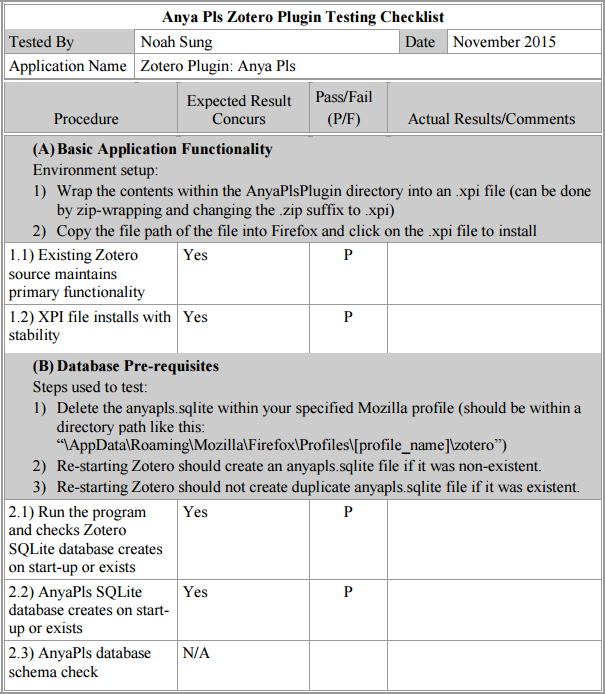 Anya Pls Zotero Plugin Testing Checklist
Tested By Noah Sung Date November 2015
Application Name Zotero Plugin: Anya Pls
Procedure Expected Result Concurs Pass/Fail (P/F) Actual Results/Comments
(A) Basic Application Functionality
Environment setup:
1) Wrap the contents within the AnyaPlsPlugin directory into an .xpi file (can be done
by zip-wrapping and changing the .zip suffix to .xpi)
2) Copy the file path of the file into Firefox and click on the .xpi file to install
1.1) Existing Zotero Yes P
source maintains
primary functionality
1.2) XPI file installs with Yes P
stability
(B) Database Pre-requisites
Steps used to test:
1) Delete the anyapls.sqlite within your specified Mozilla profile (should be within a
directory path like this:
“\AppData\Roaming\Mozilla\Firefox\Profiles\[profile_name]\zotero”)
2) Re-starting Zotero should create an anyapls.sqlite file if it was non-existent.
3) Re-starting Zotero should not create duplicate anyapls.sqlite file if it was existent.
2.1) Run the program Yes P
and checks Zotero
SQLite database creates
on start-up or exists
2.2) AnyaPls SQLite Yes P
database creates on start-
up or exists
2.3) AnyaPls database N/A
schema check